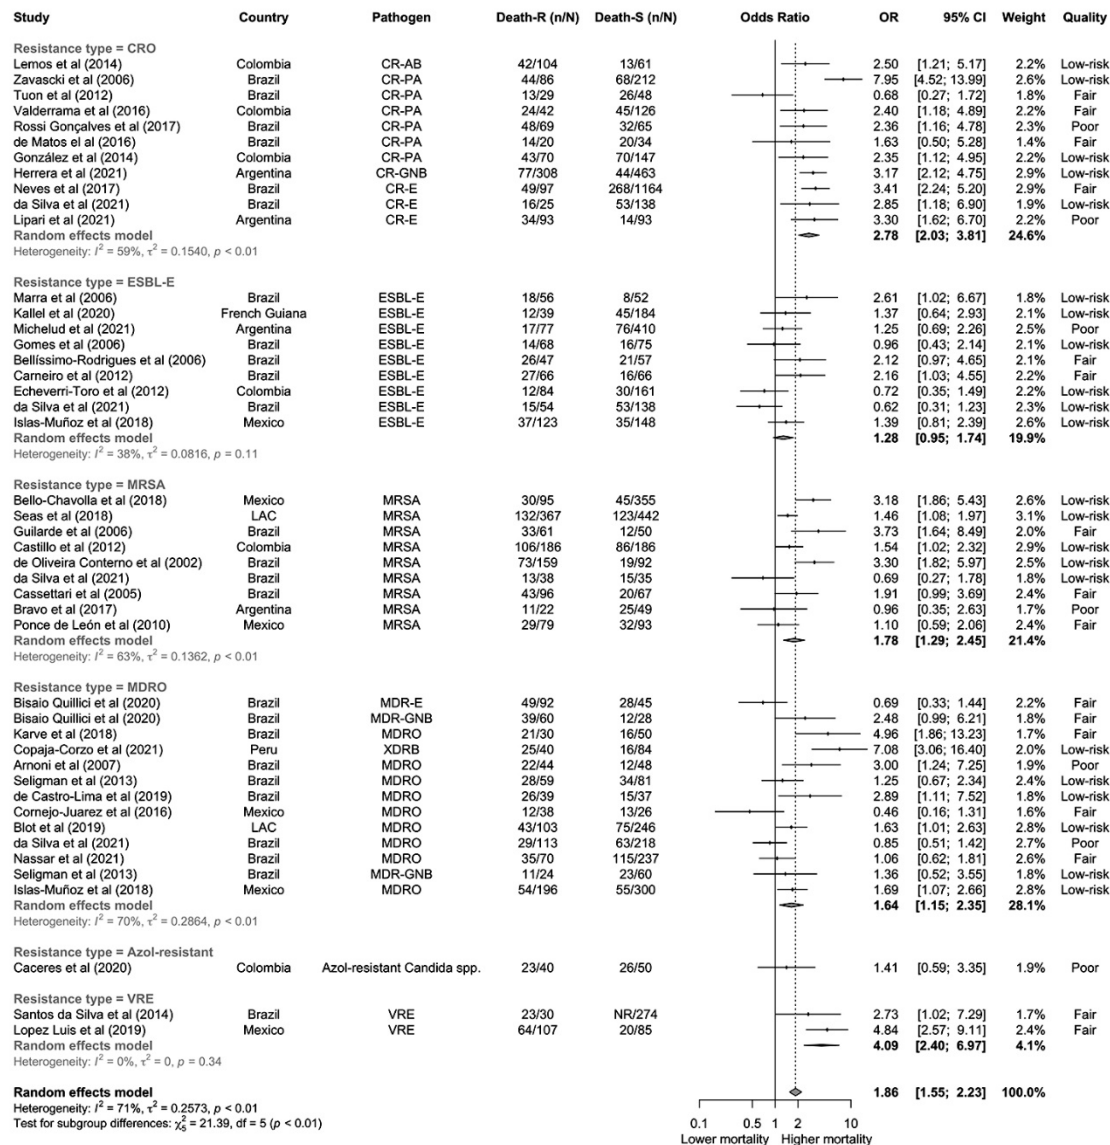 Study Country Pathogen Death-R (n/N) Death-S (n/N) Odds Ratio OR 95% CI Weight Quality
Resistance type = CRO
Lemos et al (2014) Colombia CR-AB 42/104 13/61 2.50 [1.21; 5.17] 2.2% Low-risk
Zavascki et al (2006) Brazil CR-PA 44/86 68/212 7.95 [4.52 13.99] 2.6% Low-risk
Tuon et al (2012) Brazil CR-PA 13/29 26/48 0.68 [0.27; 1.72] 1.8% Fair
Valderrama et al (2016) Colombia CR-PA 24/42 45/126 2.40 [1.18; 4.89] 2.2% Fair
Rossi Gonçalves et al (2017) Brazil CR-PA 48/69 32/65 2.36 [1.16; 4.78] 2.3% Poor
de Matos el al (2016) Brazil CR-PA 14/20 20/34 1.63 [0.50; 5.28] 1.4% Fair
González et al (2014) Colombia CR-PA 43/70 70/147 2.35 [1.12; 4.95] 2.2% Low-risk
Herrera et al (2021) Argentina CR-GNB 77/308 44/463 3.17 [2.12; 4.75] 2.9% Low-risk
Neves et al (2017) Brazil CR-E 49/97 268/1164 3.41 [2.24; 5.20] 2.9% Fair
da Silva et al (2021) Brazil CR-E 16/25 53/138 2.85 [1.18; 6.90] 1.9% Low-risk
Lipari et al (2021) Argentina CR-E 34/93 14/93 3.30 [1.62; 6.70] 2.2% Poor
Random effects model 2.78 [2.03; 3.81] 24.6%
Heterogeneity: I² = 59%, τ² = 0.1540, p < 0.01
Resistance type = ESBL-E
Marra et al (2006) Brazil ESBL-E 18/56 8/52 2.61 [1.02; 6.67] 1.8% Low-risk
Kallel et al (2020) French Guiana ESBL-E 12/39 45/184 1.37 [0.64; 2.93] 2.1% Low-risk
Michelud et al (2021) Argentina ESBL-E 17/77 76/410 1.25 [0.69; 2.26] 2.5% Poor
Gomes et al (2006) Brazil ESBL-E 14/68 16/75 0.96 [0.43; 2.14] 2.1% Low-risk
Bellíssimo-Rodrigues et al (2006) Brazil ESBL-E 26/47 21/57 2.12 [0.97; 4.65] 2.1% Fair
Carneiro et al (2012) Brazil ESBL-E 27/66 16/66 2.16 [1.03; 4.55] 2.2% Fair
Echeverri-Toro et al (2012) Colombia ESBL-E 12/84 30/161 0.72 [0.35; 1.49] 2.2% Low-risk
da Silva et al (2021) Brazil ESBL-E 15/54 53/138 0.62 [0.31; 1.23] 2.3% Low-risk
Islas-Muñoz et al (2018) Mexico ESBL-E 37/123 35/148 1.39 [0.81; 2.39] 2.6% Low-risk
Random effects model 1.28 [0.95; 1.74] 19.9%
Heterogeneity: I² = 38%, τ² = 0.0816, p = 0.11
Resistance type = MRSA
Bello-Chavolla et al (2018) Mexico MRSA 30/95 45/355 3.18 [1.86; 5.43] 2.6% Low-risk
Seas et al (2018) LAC MRSA 132/367 123/442 1.46 [1.08; 1.97] 3.1% Low-risk
Guilarde et al (2006) Brazil MRSA 33/61 12/50 3.73 [1.64; 8.49] 2.0% Fair
Castillo et al (2012) Colombia MRSA 106/186 86/186 1.54 [1.02; 2.32] 2.9% Low-risk
de Oliveira Conterno et al (2002) Brazil MRSA 73/159 19/92 3.30 [1.82; 5.97] 2.5% Low-risk
da Silva et al (2021) Brazil MRSA 13/38 15/35 0.69 [0.27; 1.78] 1.8% Low-risk
Cassettari et al (2005) Brazil MRSA 43/96 20/67 1.91 [0.99; 3.69] 2.4% Fair
Bravo et al (2017) Argentina MRSA 11/22 25/49 0.96 [0.35; 2.63] 1.7% Poor
Ponce de León et al (2010) Mexico MRSA 29/79 32/93 1.10 [0.59; 2.06] 2.4% Fair
Random effects model 1.78 [1.29; 2.45] 21.4%
Heterogeneity: I² = 63%, τ² = 0.1362, p < 0.01
Resistance type = MDRO
Bisaio Quillici et al (2020) Brazil MDR-E 49/92 28/45 0.69 [0.33; 1.44] 2.2% Fair
Bisaio Quillici et al (2020) Brazil MDR-GNB 39/60 12/28 2.48 [0.99; 6.21] 1.8% Fair
Karve et al (2018) Brazil MDRO 21/30 16/50 4.96 [1.86; 13.23] 1.7% Fair
Copaja-Corzo et al (2021) Peru XDRB 25/40 16/84 7.08 [3.06; 16.40] 2.0% Low-risk
Arnoni et al (2007) Brazil MDRO 22/44 12/48 3.00 [1.24; 7.25] 1.9% Poor
Seligman et al (2013) Brazil MDRO 28/59 34/81 1.25 [0.67; 2.34] 2.4% Low-risk
de Castro-Lima et al (2019) Brazil MDRO 26/39 15/37 2.89 [1.11; 7.52] 1.8% Low-risk
Cornejo-Juarez et al (2016) Mexico MDRO 12/38 13/26 0.46 [0.16; 1.31] 1.6% Fair
Blot et al (2019) LAC MDRO 43/103 75/246 1.63 [1.01; 2.63] 2.8% Low-risk
da Silva et al (2021) Brazil MDRO 29/113 63/218 0.85 [0.51; 1.42] 2.7% Poor
Nassar et al (2021) Brazil MDRO 35/70 115/237 1.06 [0.62; 1.81] 2.6% Fair
Seligman et al (2013) Brazil MDR-GNB 11/24 23/60 1.36 [0.52; 3.55] 1.8% Low-risk
Islas-Muñoz et al (2018) Mexico MDRO 54/196 55/300 1.69 [1.07; 2.66] 2.8% Low-risk
Random effects model 1.64 [1.15; 2.35] 28.1%
Heterogeneity: I² = 70%, τ² = 0.2864, p < 0.01
Resistance type = Azol-resistant
Caceres et al (2020) Colombia Azol-resistant Candida spp. 23/40 26/50 1.41 [0.59; 3.35] 1.9% Poor
Resistance type = VRE
Santos da Silva et al (2014) Brazil VRE 23/30 NR/274 2.73 [1.02; 7.29] 1.7% Fair
Lopez Luis et al (2019) Mexico VRE 64/107 20/85 4.84 [2.57; 9.11] 2.4% Fair
Random effects model 4.09 [2.40; 6.97] 4.1%
Heterogeneity: I² = 0%, τ² = 0, p = 0.34
Random effects model 1.86 [1.55; 2.23] 100.0%
Heterogeneity: I² = 71%, τ² = 0.2573, p < 0.01
Test for subgroup differences: χ²₅ = 21.39, df = 5 (p < 0.01)
0.1 0.5 1 2 10
Lower mortality Higher mortality